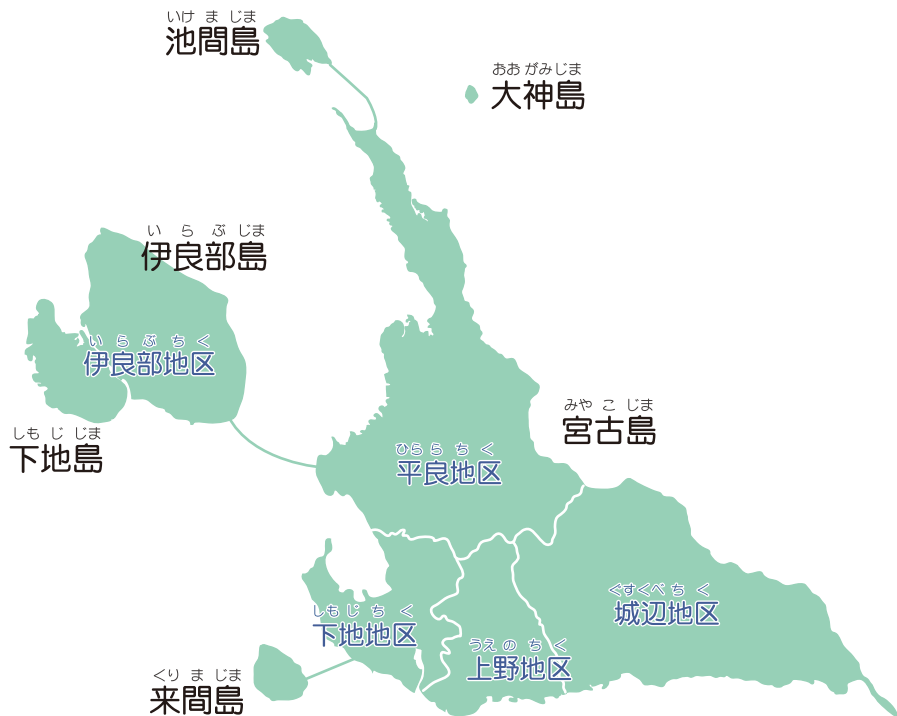 いけ ま じま
池間島
おお がみ じま
大神島
い ら ぶ じま
伊良部島
い ら ぶ ち く
伊良部地区
みや こ じま
宮古島
しも じ じま
下地島
ひら ら ち く
平良地区
ぐすくべ ち く
城辺地区
しも じ ち く
下地地区
うえ の ち く
上野地区
くり ま じま
来間島